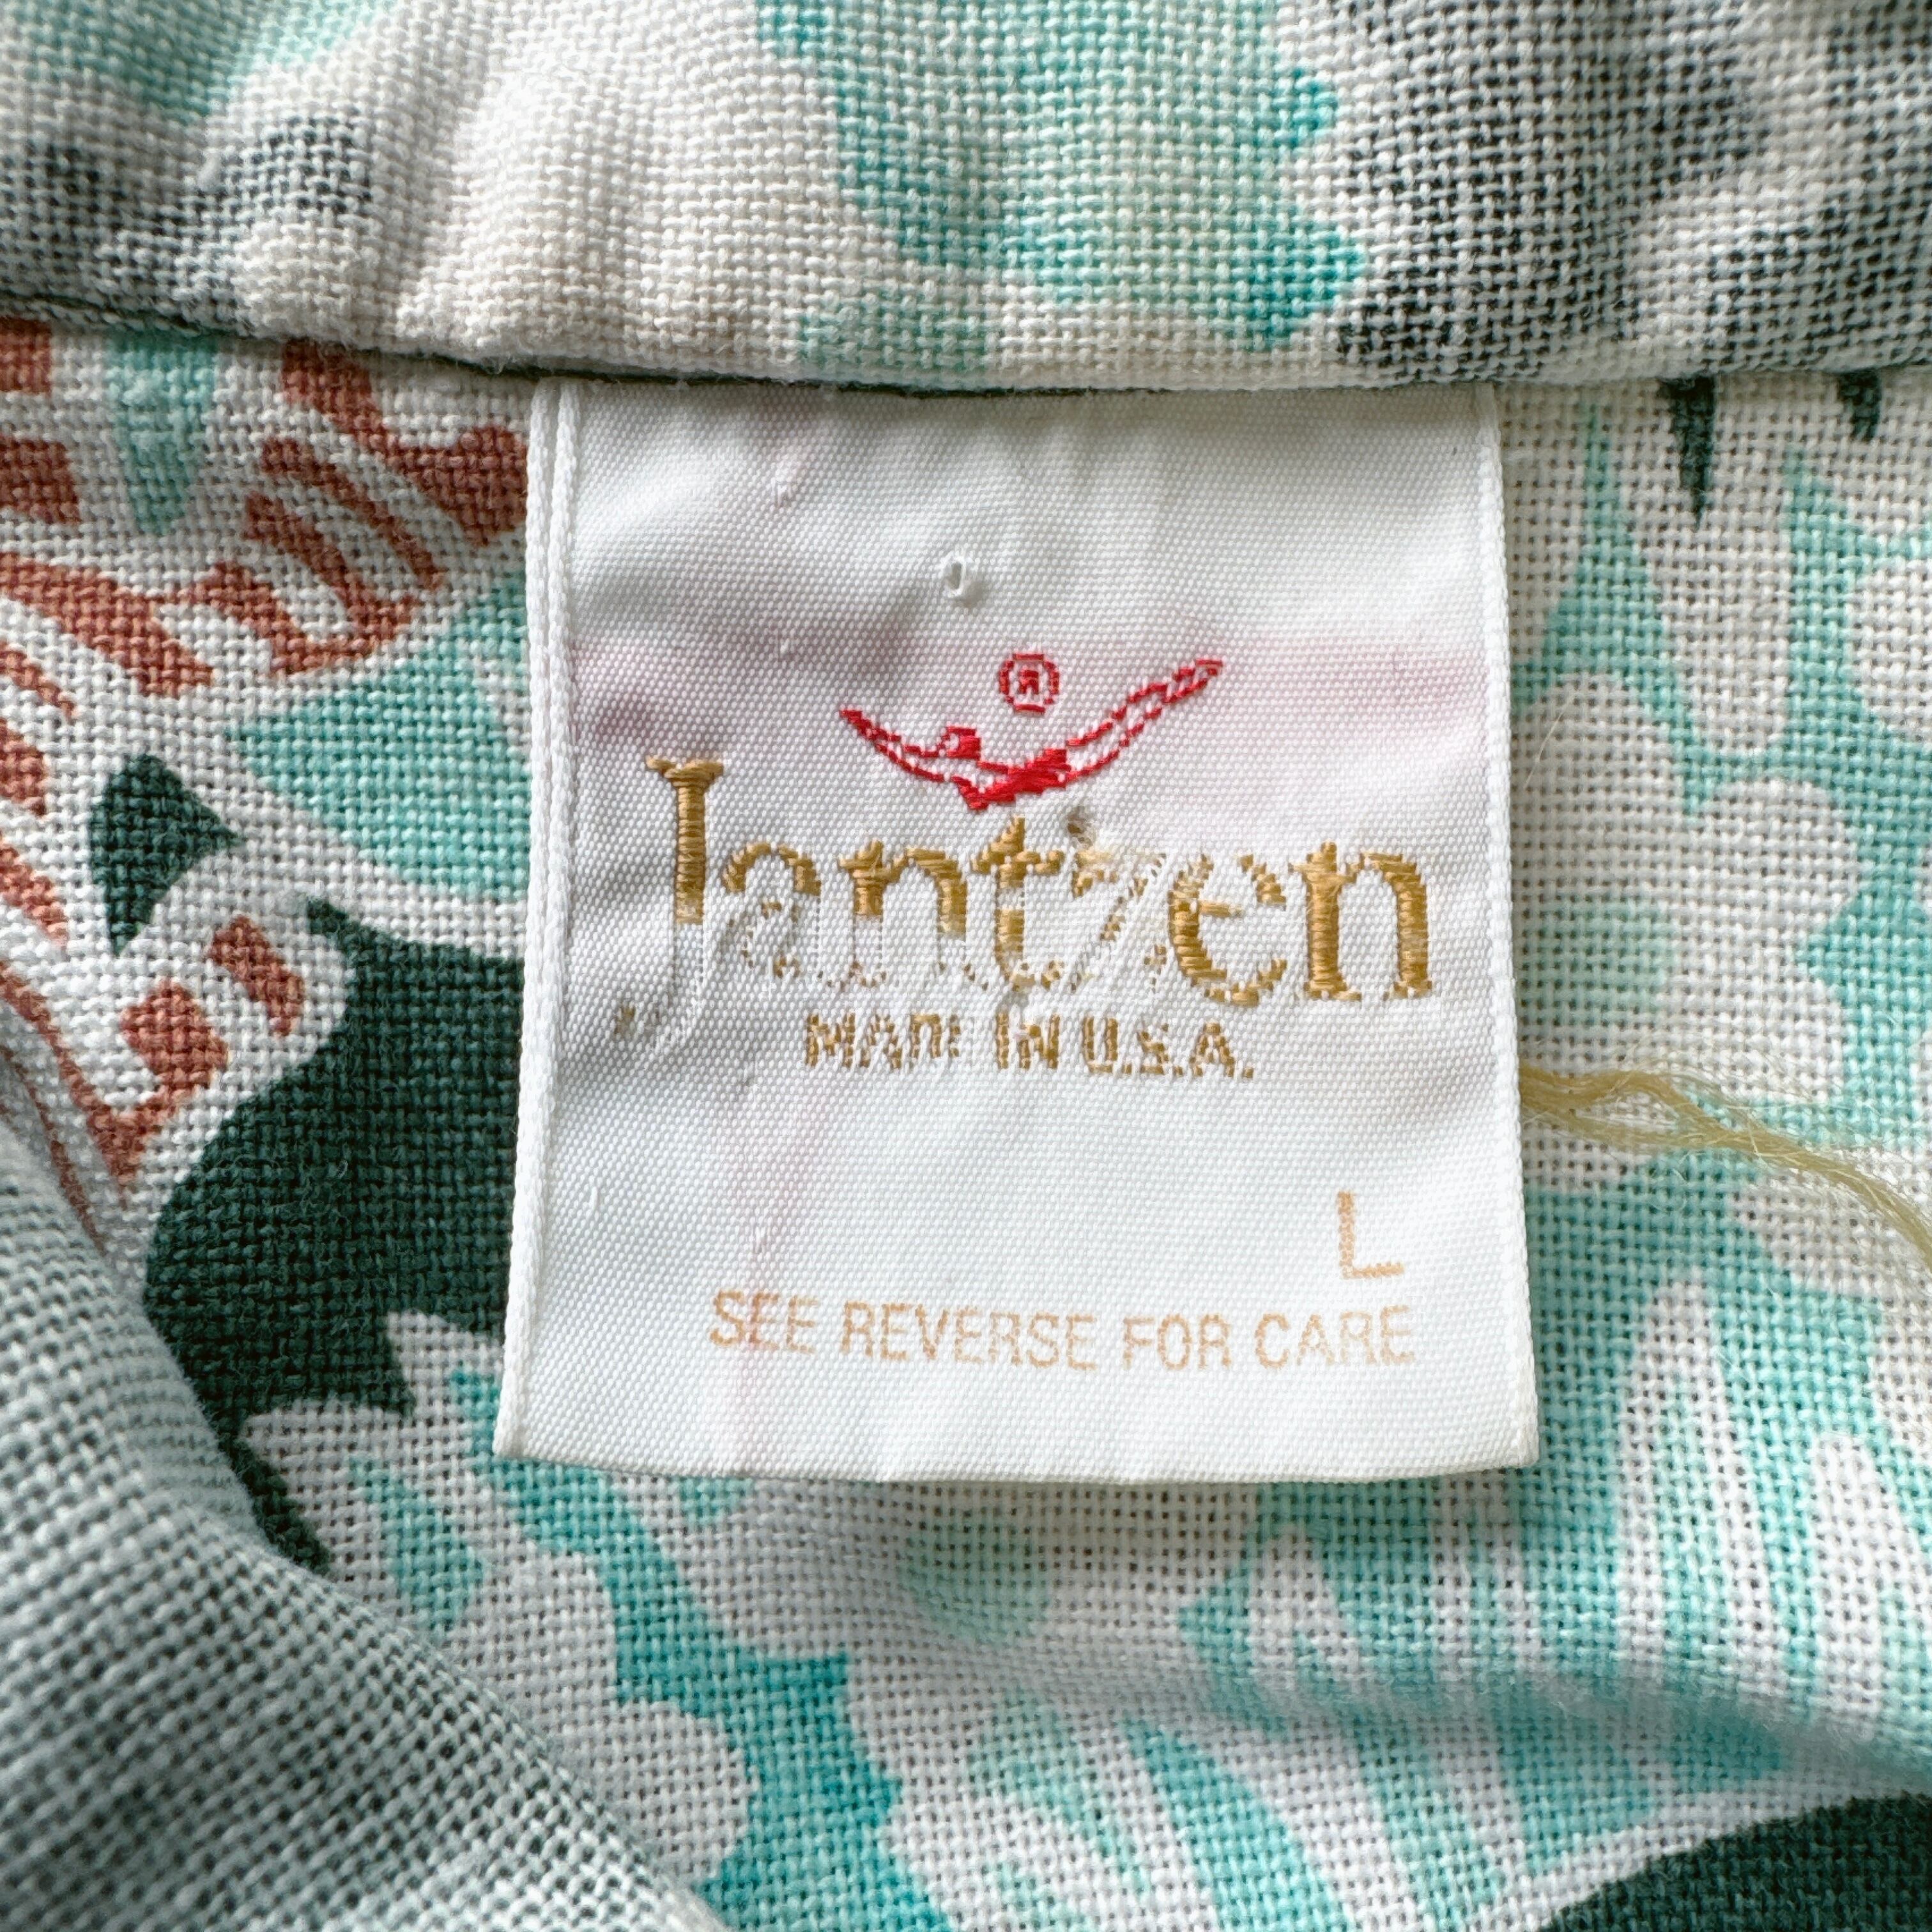 ®
Jantzen
MADE IN U.S.A.
L
SEE REVERSE FOR CARE